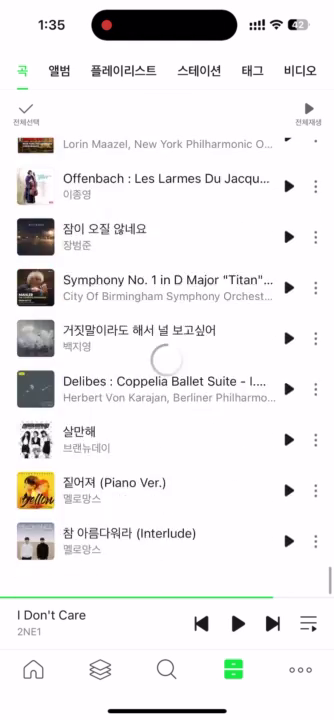 1:35
42
곡 앨범 플레이리스트 스테이션 태그 비디오
전체선택 전체재생
Lorin Maazel, New York Philharmonic O...
Offenbach : Les Larmes Du Jacqu...
이종영
잠이 오질 않네요
장범준
Symphony No. 1 in D Major "Titan"...
City Of Birmingham Symphony Orchest...
거짓말이라도 해서 널 보고싶어
백지영
Delibes : Coppelia Ballet Suite - I....
Herbert Von Karajan, Berliner Philharmo...
살만해
브랜뉴데이
짙어져 (Piano Ver.)
멜로망스
참 아름다워라 (Interlude)
멜로망스
I Don't Care
2NE1